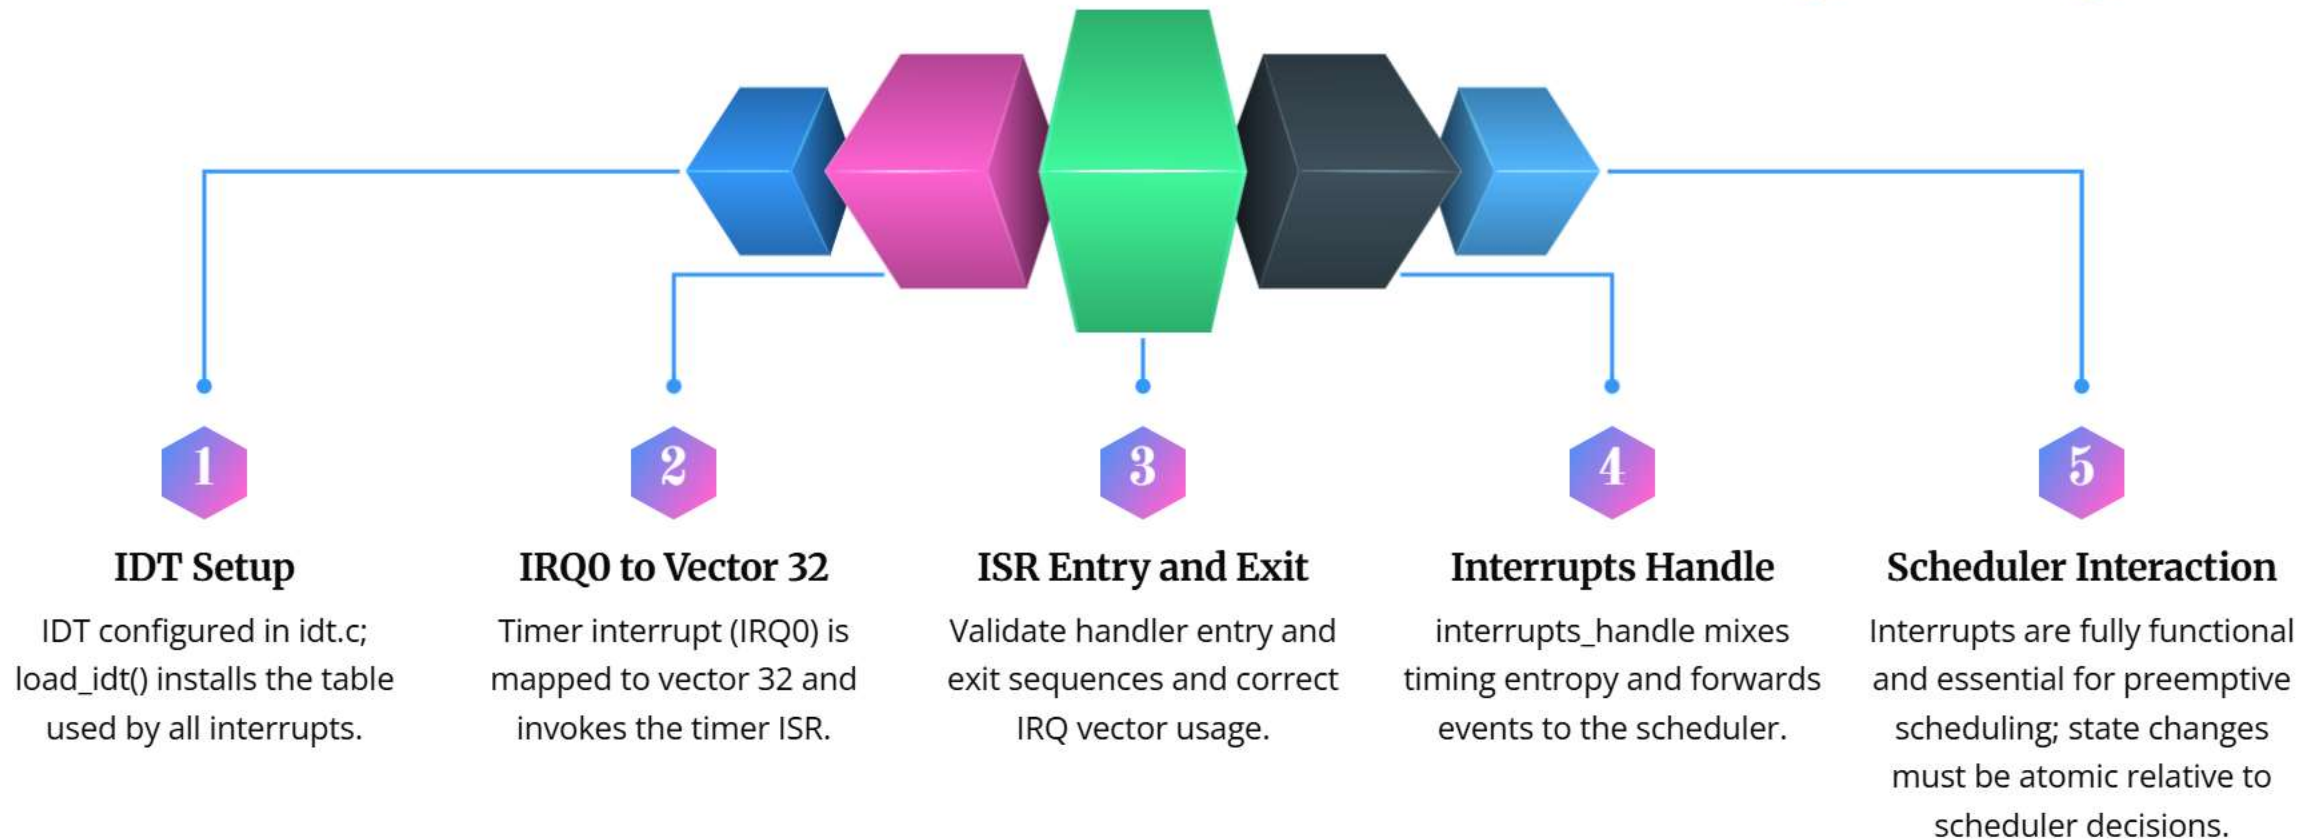 1
IDT Setup
IDT configured in idt.c;
load_idt() installs the table
used by all interrupts.
2
IRQ0 to Vector 32
Timer interrupt (IRQ0) is
mapped to vector 32 and
invokes the timer ISR.
3
ISR Entry and Exit
Validate handler entry and
exit sequences and correct
IRQ vector usage.
4
Interrupts Handle
interrupts_handle mixes
timing entropy and forwards
events to the scheduler.
5
Scheduler Interaction
Interrupts are fully functional
and essential for preemptive
scheduling; state changes
must be atomic relative to
scheduler decisions.